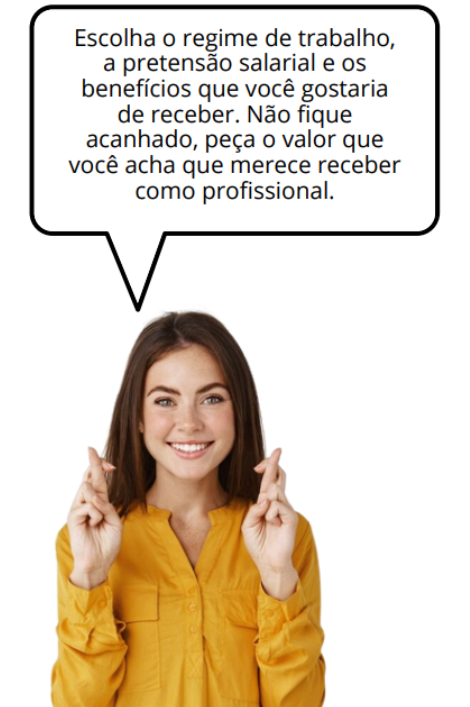 Escolha o regime de trabalho,
a pretensão salarial e os
benefícios que você gostaria
de receber. Não fique
acanhado, peça o valor que
você acha que merece receber
como profissional.